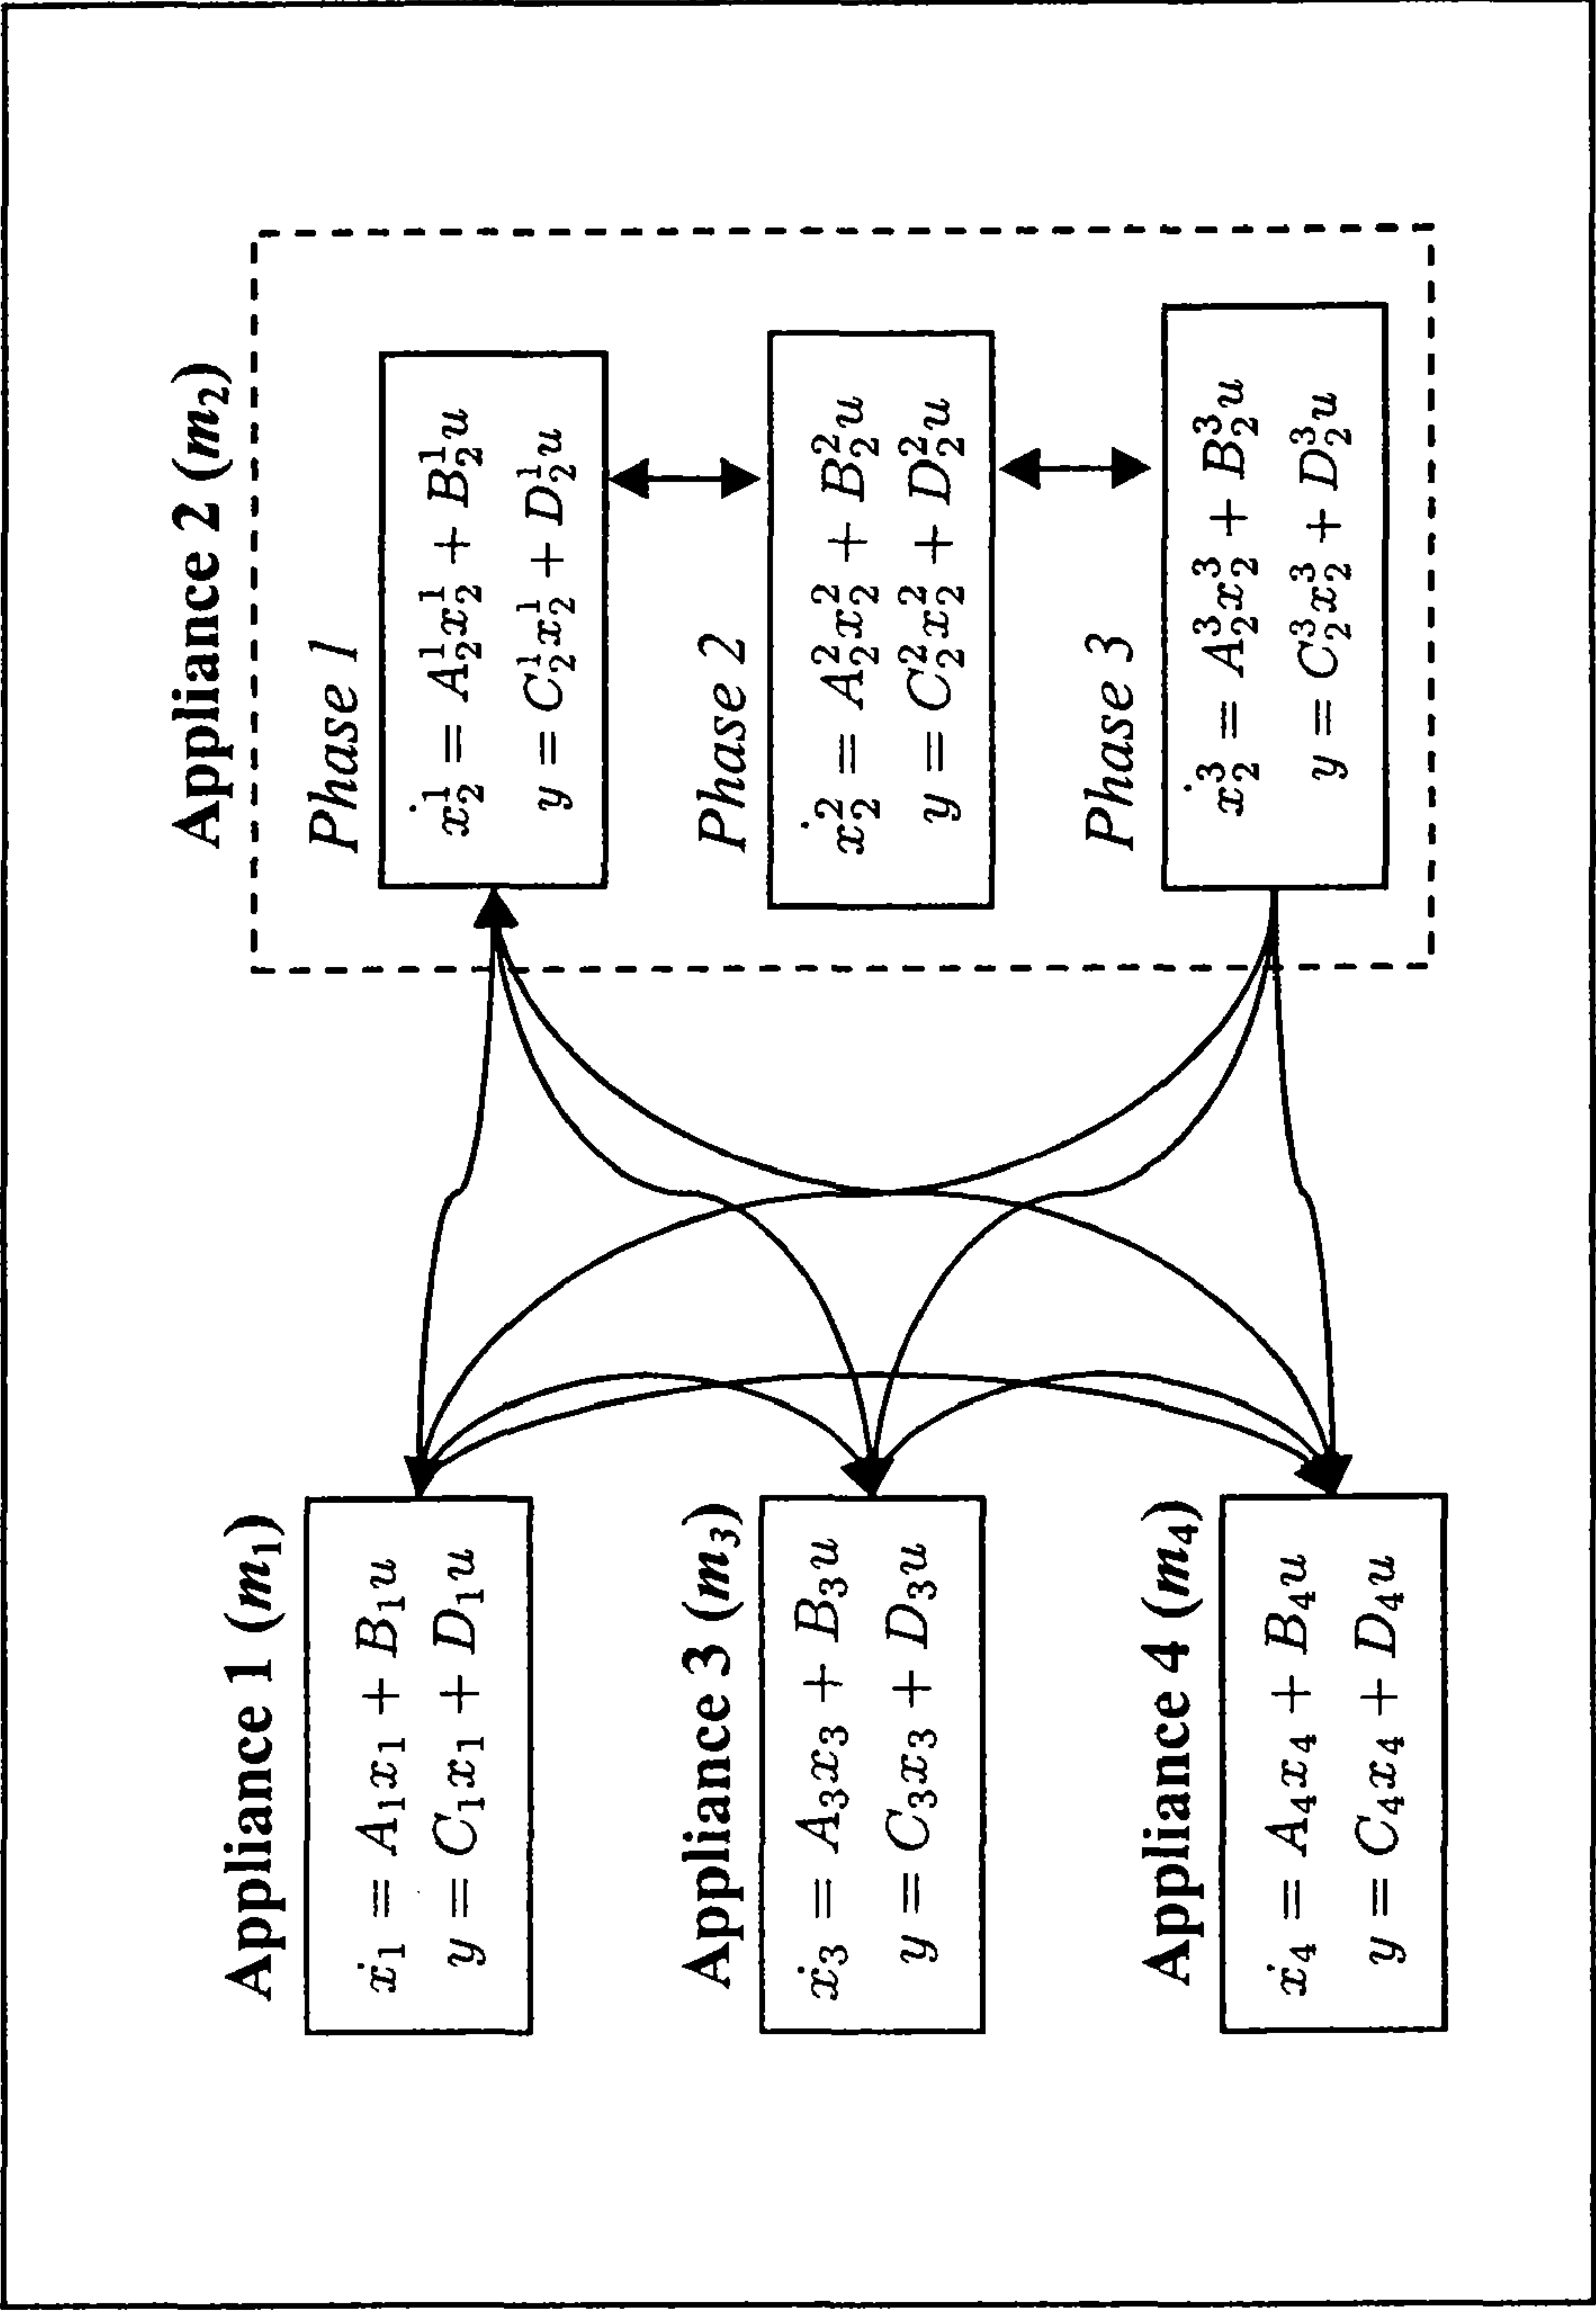 Appliance 1 (m₁)
ẋ₁ = A₁x₁ + B₁u
y = C₁x₁ + D₁u
Appliance 3 (m₃)
ẋ₃ = A₃x₃ + B₃u
y = C₃x₃ + D₃u
Appliance 4 (m₄)
ẋ₄ = A₄x₄ + B₄u
y = C₄x₄ + D₄u
Appliance 2 (m₂)
Phase 1
ẋ₂¹ = A₂¹x₂¹ + B₂¹u
y = C₂¹x₂¹ + D₂¹u
Phase 2
ẋ₂² = A₂²x₂² + B₂²u
y = C₂²x₂² + D₂²u
Phase 3
ẋ₂³ = A₂³x₂³ + B₂³u
y = C₂³x₂³ + D₂³u